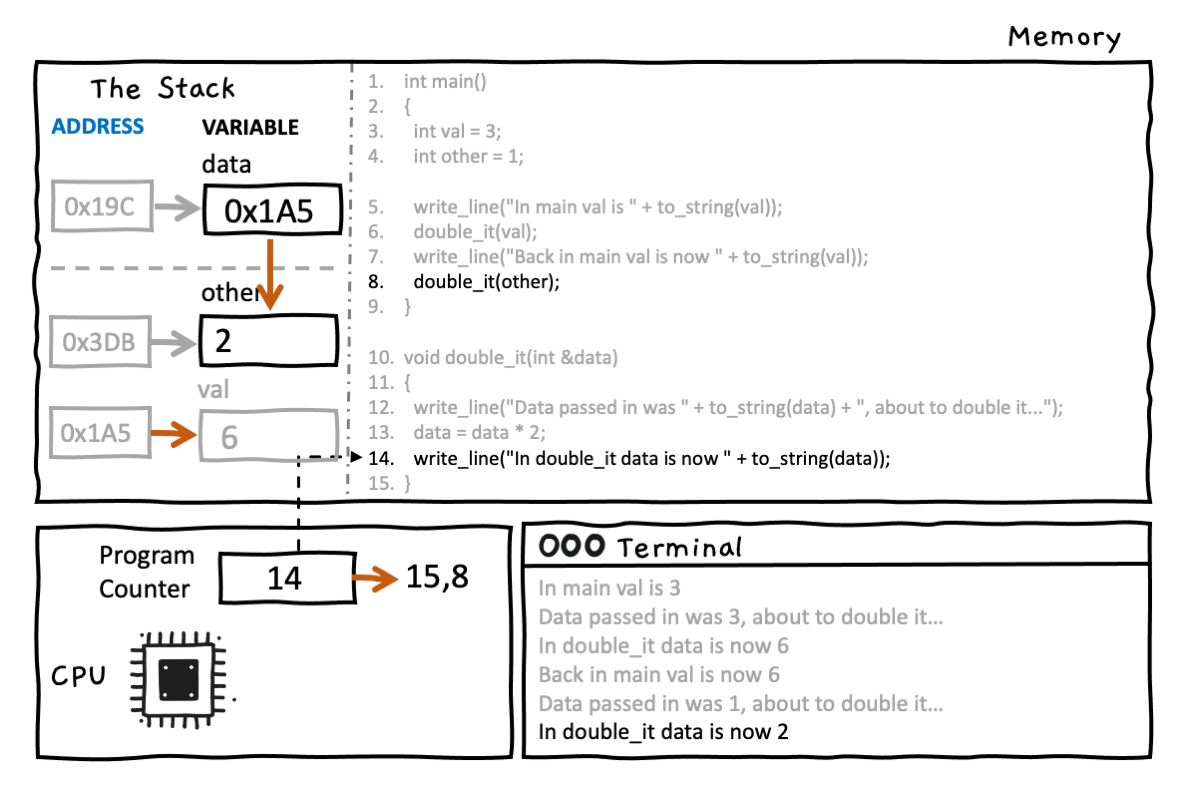 Memory
The Stack
ADDRESS VARIABLE
data
0x19C 0x1A5
other
0x3DB 2
val
0x1A5 6
1. int main()
2. {
3. int val = 3;
4. int other = 1;
5. write_line("In main val is " + to_string(val));
6. double_it(val);
7. write_line("Back in main val is now " + to_string(val));
8. double_it(other);
9. }
10. void double_it(int &data)
11. {
12. write_line("Data passed in was " + to_string(data) + ", about to double it...");
13. data = data * 2;
14. write_line("In double_it data is now " + to_string(data));
15. }
Program
Counter
14 15,8
CPU
Terminal
In main val is 3
Data passed in was 3, about to double it...
In double_it data is now 6
Back in main val is now 6
Data passed in was 1, about to double it...
In double_it data is now 2